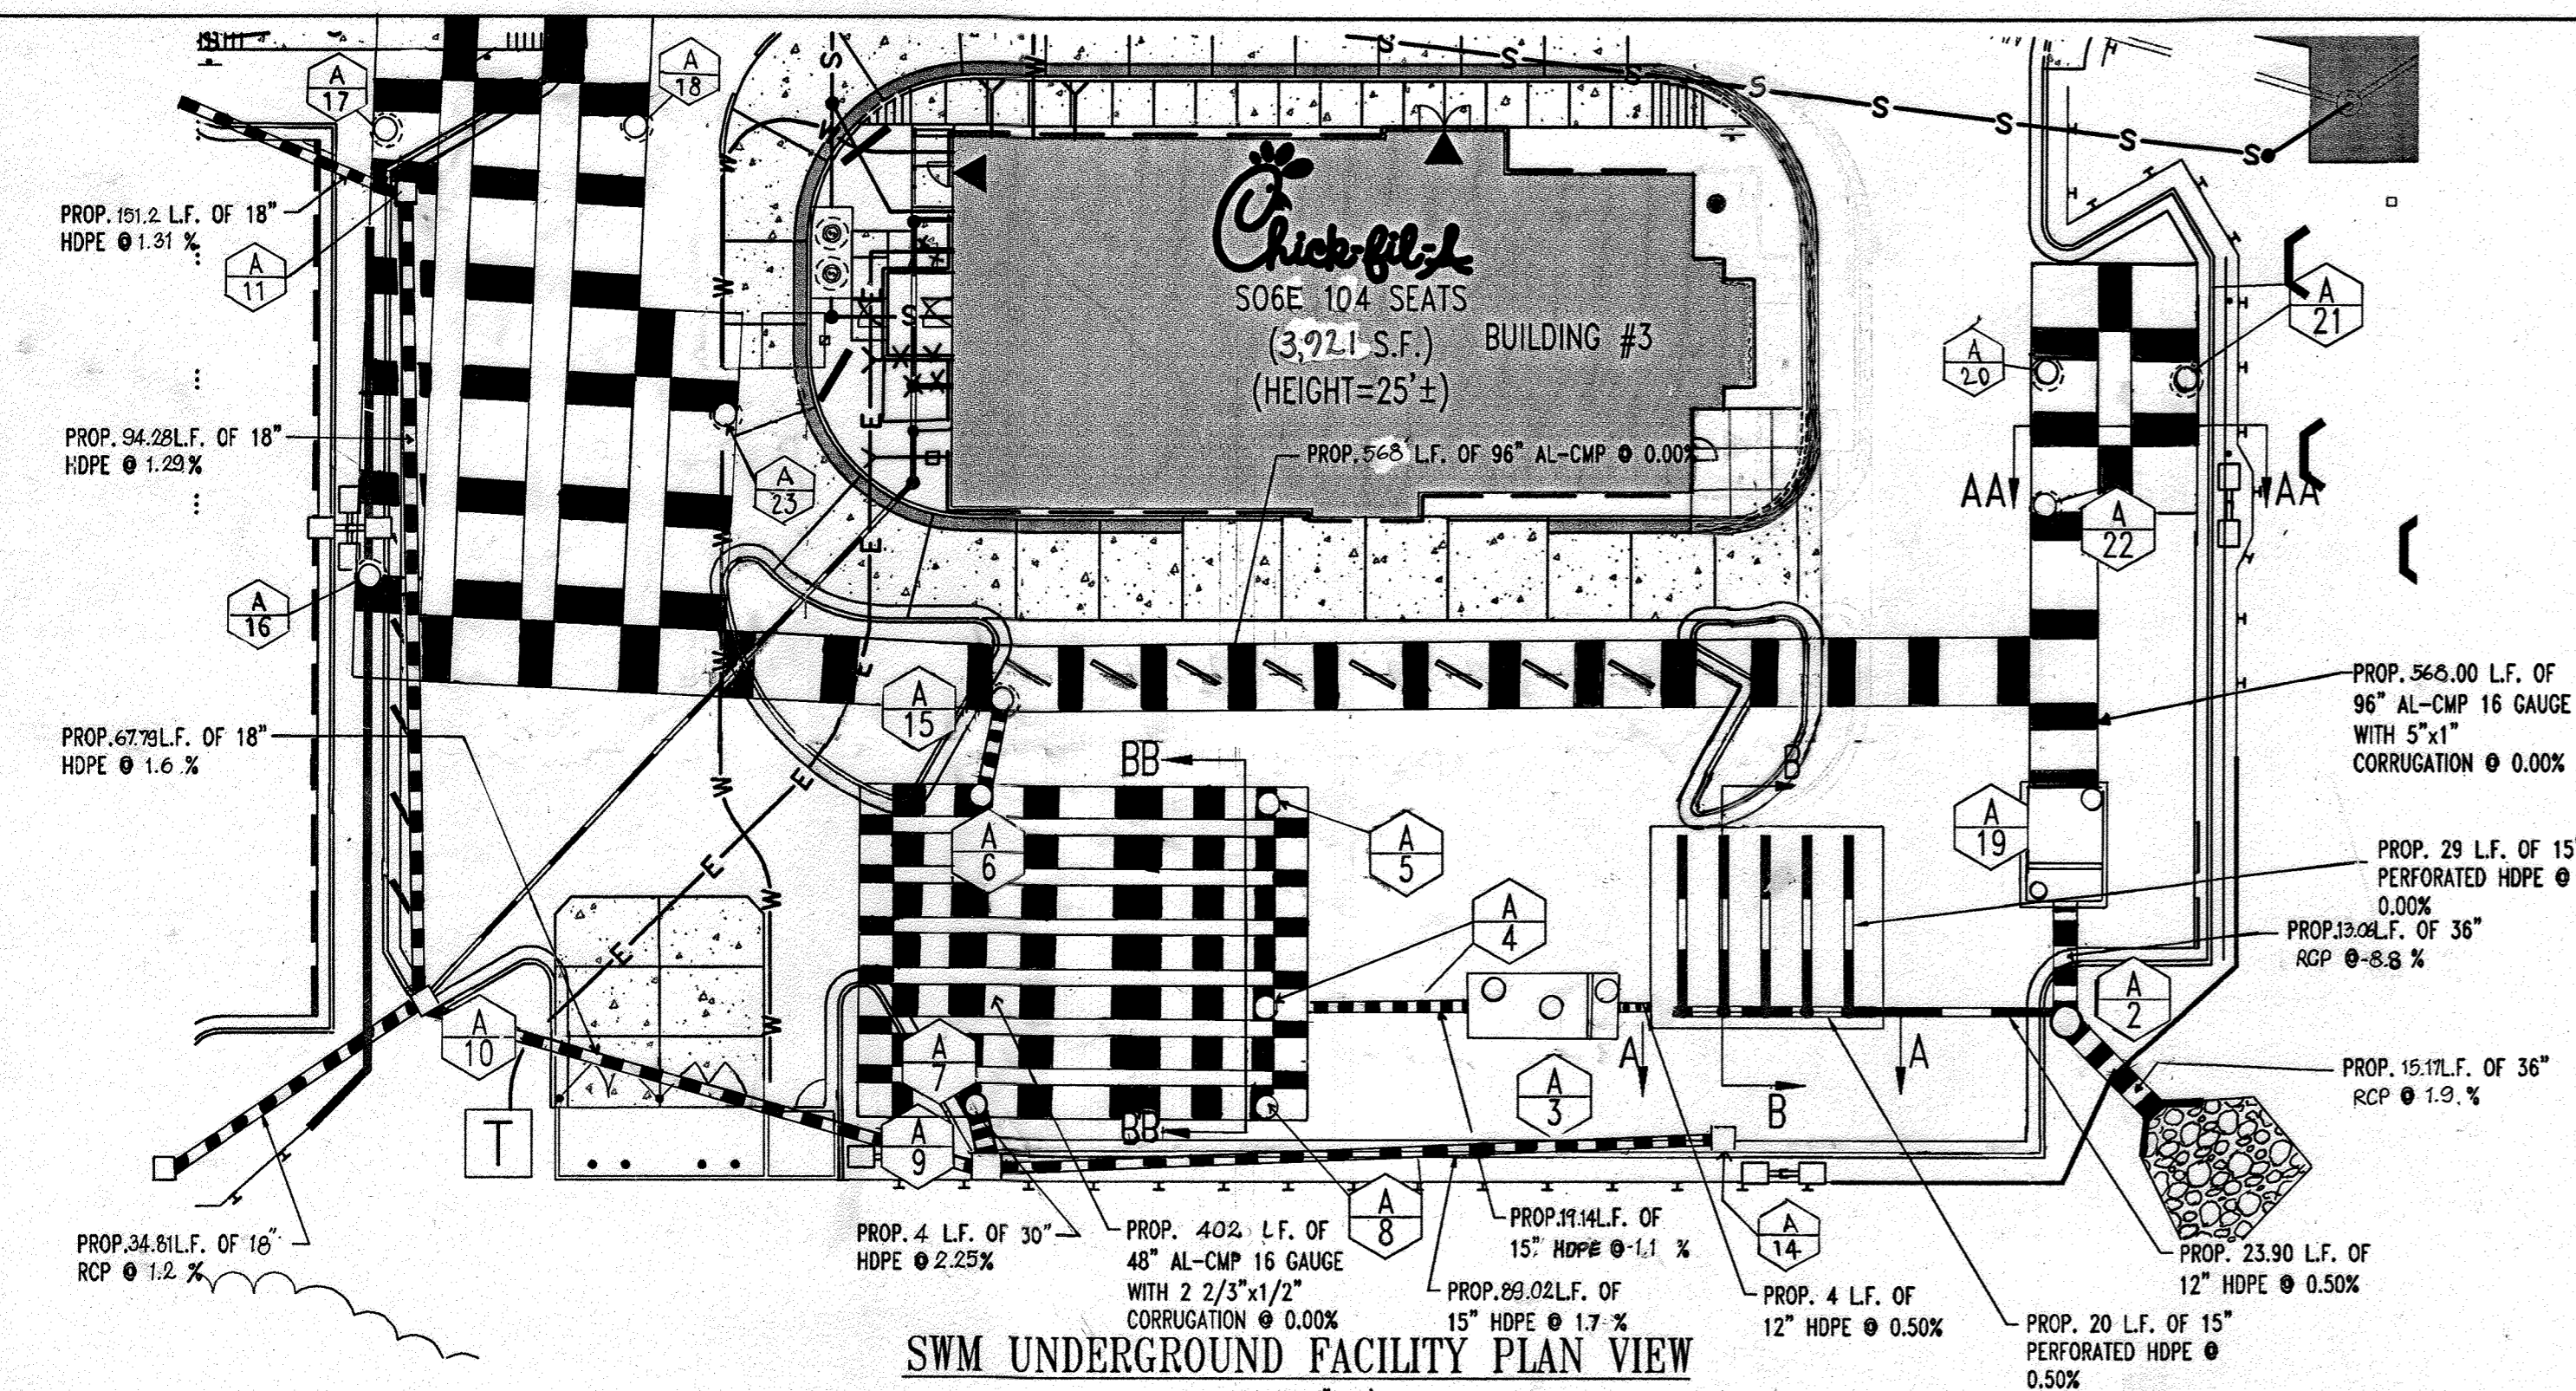 A
17
A
18
PROP. 151.2 L.F. OF 18"
HDPE @ 1.31 %
A
11
PROP. 94.28 L.F. OF 18"
HDPE @ 1.29%
A
16
PROP. 67.79 L.F. OF 18"
HDPE @ 1.6 %
A
23
Chick-fil-A
S06E 104 SEATS
(3,921 S.F.)
BUILDING #3
(HEIGHT=25'±)
PROP. 568 L.F. OF 96" AL-CMP @ 0.00%
A
20
A
21
AA
AA
A
22
PROP. 568.00 L.F. OF
96" AL-CMP 16 GAUGE
WITH 5"x1"
CORRUGATION @ 0.00%
A
15
BB
B
A
19
A
6
A
5
A
4
PROP. 29 L.F. OF 15"
PERFORATED HDPE @
0.00%
PROP. 13.06 L.F. OF 36"
RCP @ -8.8 %
A
2
A
10
A
7
A
3
A
A
B
PROP. 15.17 L.F. OF 36"
RCP @ 1.9 %
T
BB
A
9
A
8
A
14
PROP. 34.81 L.F. OF 18"
RCP @ 1.2 %
PROP. 4 L.F. OF 30"
HDPE @ 2.25%
PROP. 402 L.F. OF
48" AL-CMP 16 GAUGE
WITH 2 2/3"x1/2"
CORRUGATION @ 0.00%
PROP. 19.14 L.F. OF
15" HDPE @ -1.1 %
PROP. 89.02 L.F. OF
15" HDPE @ 1.7 %
PROP. 4 L.F. OF
12" HDPE @ 0.50%
PROP. 23.90 L.F. OF
12" HDPE @ 0.50%
PROP. 20 L.F. OF 15"
PERFORATED HDPE @
0.50%
S
S
S
S
S
S
S
S
S
S
W
W
W
W
W
W
W
W
W
W
E
E
E
E
E
E
E
SWM UNDERGROUND FACILITY PLAN VIEW